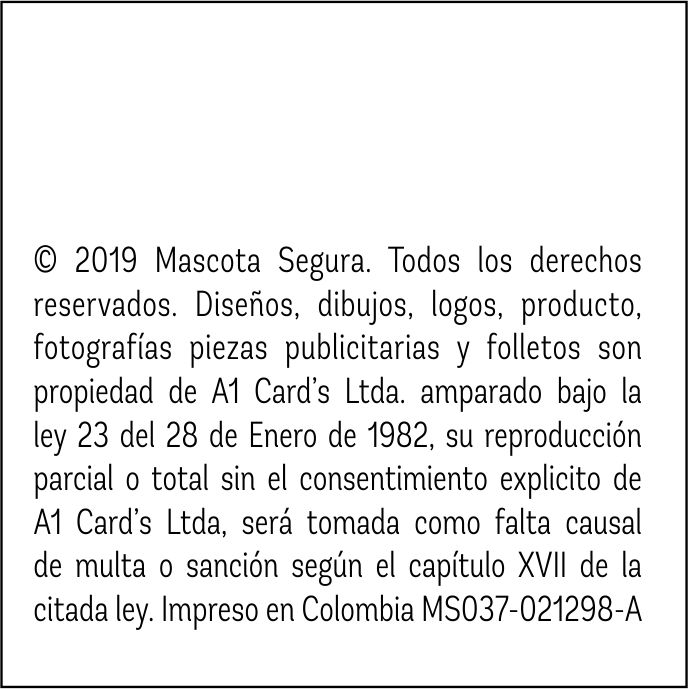 © 2019 Mascota Segura. Todos los derechos
reservados. Diseños, dibujos, logos, producto,
fotografías piezas publicitarias y folletos son
propiedad de A1 Card’s Ltda. amparado bajo la
ley 23 del 28 de Enero de 1982, su reproducción
parcial o total sin el consentimiento explicito de
A1 Card’s Ltda, será tomada como falta causal
de multa o sanción según el capítulo XVII de la
citada ley. Impreso en Colombia MS037-021298-A